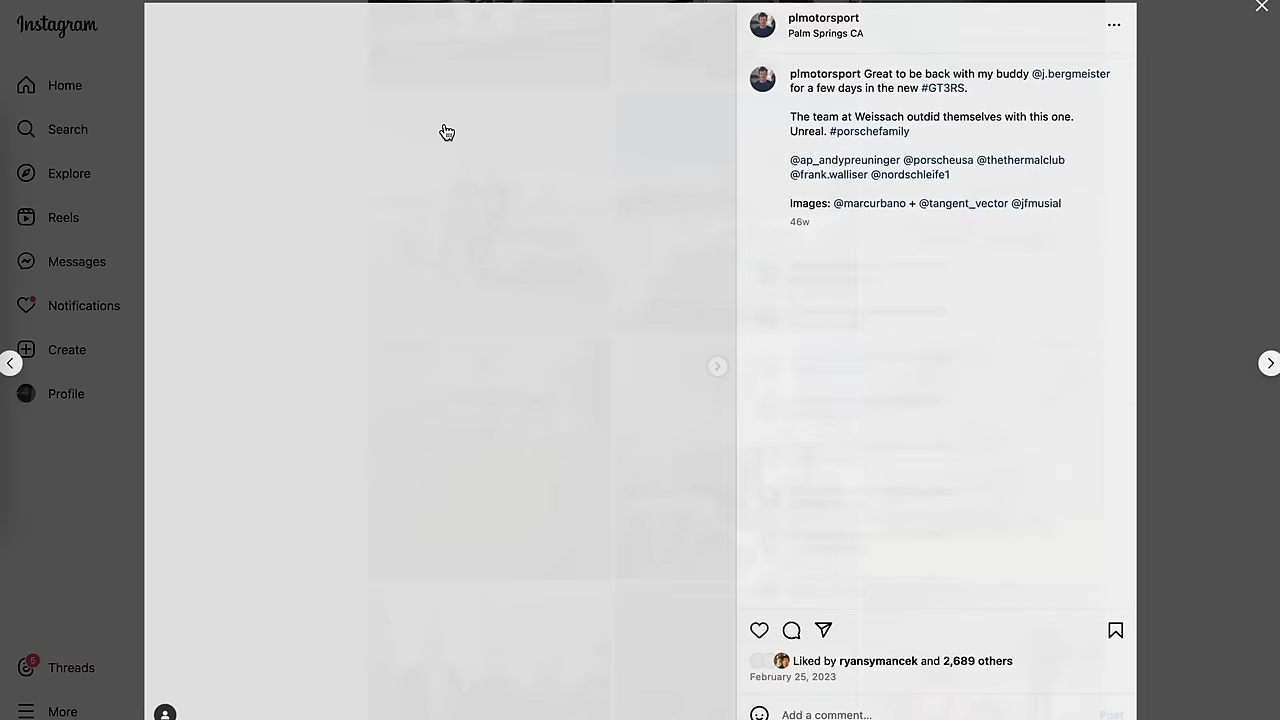 Instagram
Home
Search
Explore
Reels
Messages
Notifications
Create
Profile
5
Threads
More
plmotorsport
Palm Springs CA
plmotorsport Great to be back with my buddy @j.bergmeister
for a few days in the new #GT3RS.
The team at Weissach outdid themselves with this one.
Unreal. #porschefamily
@ap_andypreuninger @porscheusa @thethermalclub
@frank.walliser @nordschleife1
Images: @marcurbano + @tangent_vector @jfmusial
46w
Liked by ryansymancek and 2,689 others
February 25, 2023
Add a comment...
Post